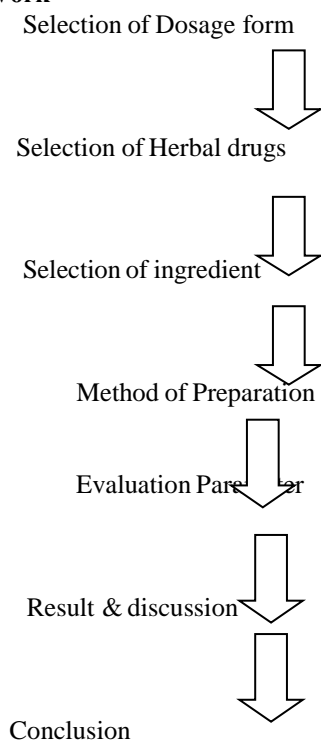 Selection of Dosage form
Selection of Herbal drugs
Selection of ingredient
Method of Preparation
Evaluation
Result & discussion
Conclusion